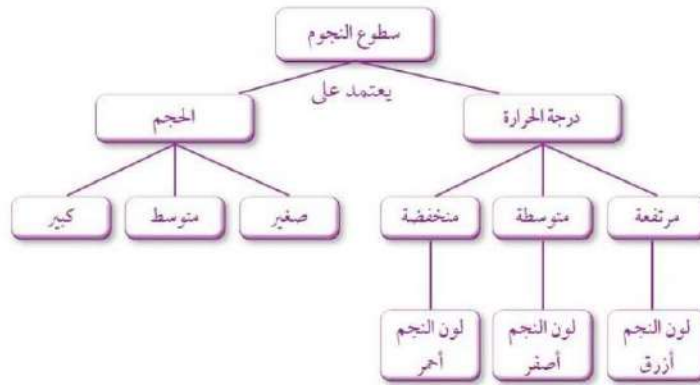 سطوع النجوم
يعتمد على
درجة الحرارة
الحجم
مرتفعة
متوسطة
منخفضة
صغير
متوسط
كبير
لون النجم
أزرق
لون النجم
أصفر
لون النجم
أحمر